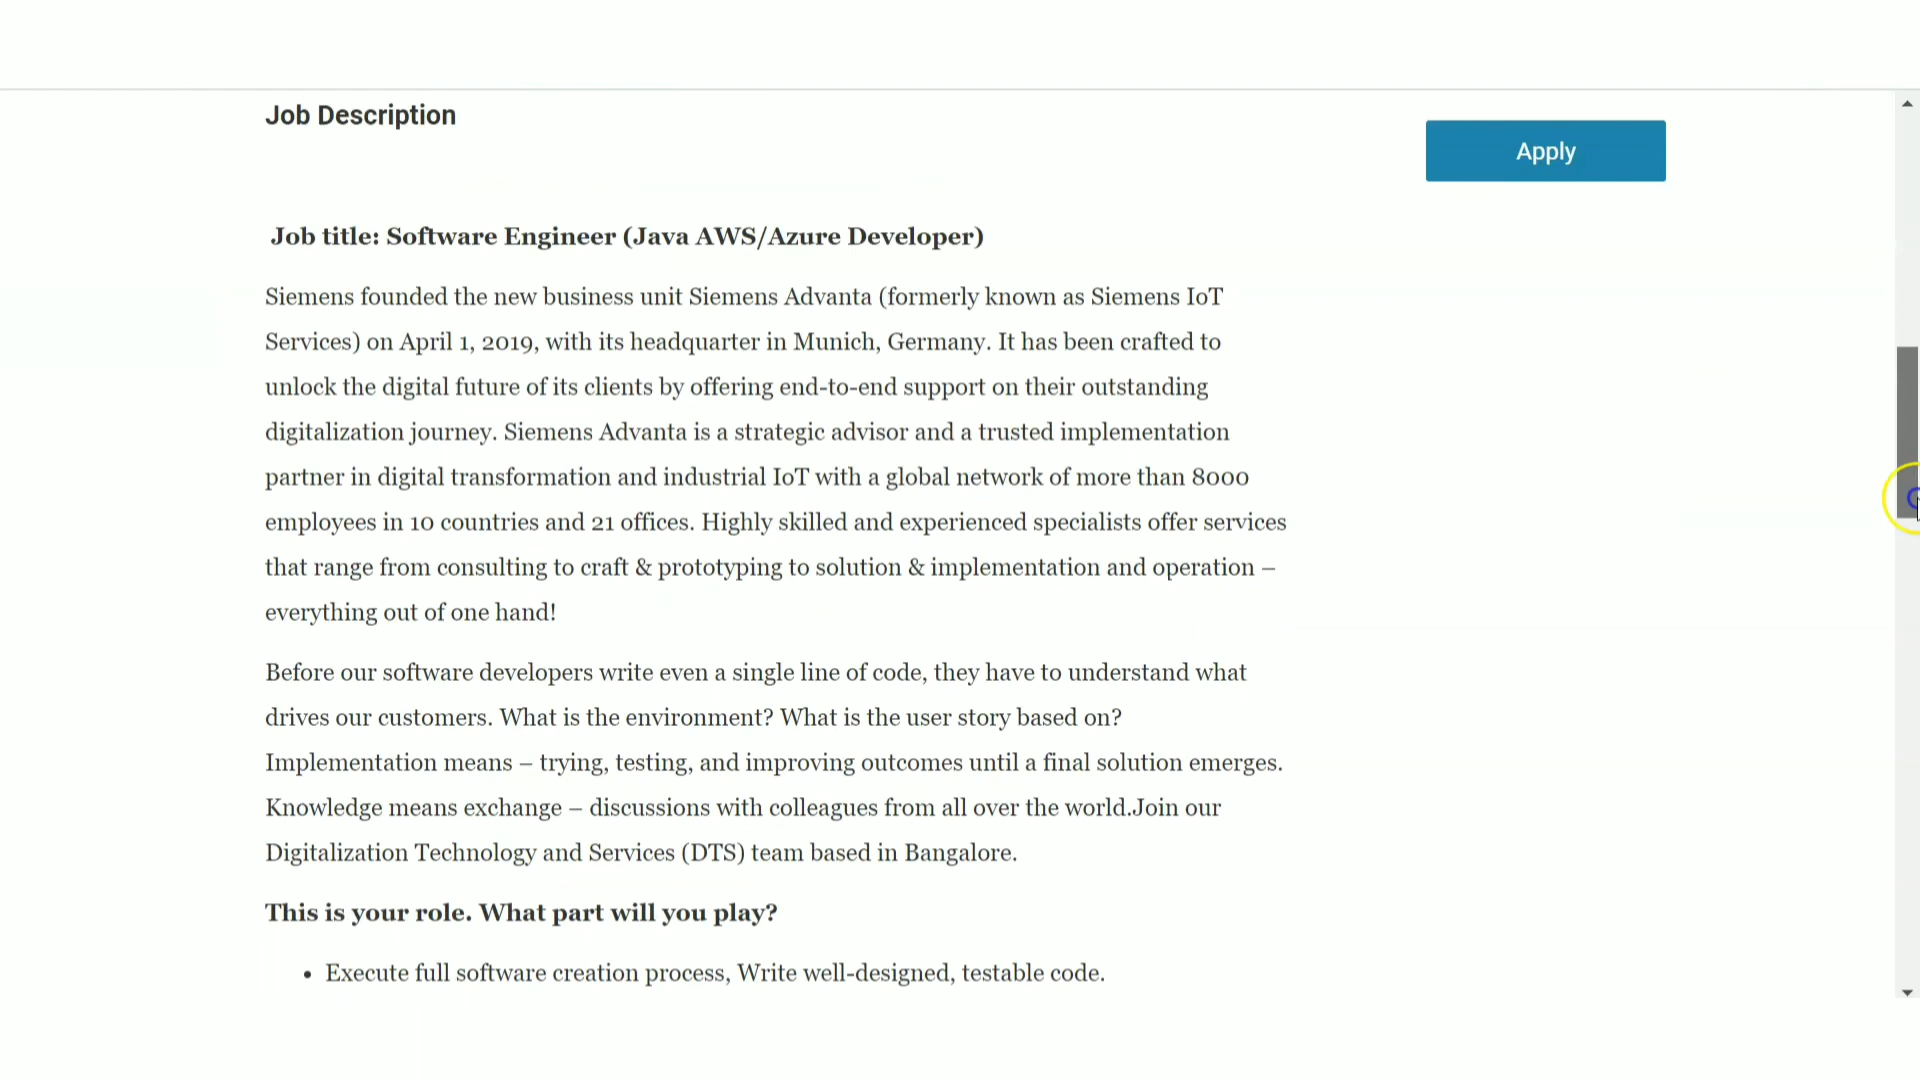 Job Description
Apply
Job title: Software Engineer (Java AWS/Azure Developer)
Siemens founded the new business unit Siemens Advanta (formerly known as Siemens IoT
Services) on April 1, 2019, with its headquarter in Munich, Germany. It has been crafted to
unlock the digital future of its clients by offering end-to-end support on their outstanding
digitalization journey. Siemens Advanta is a strategic advisor and a trusted implementation
partner in digital transformation and industrial IoT with a global network of more than 8000
employees in 10 countries and 21 offices. Highly skilled and experienced specialists offer services
that range from consulting to craft & prototyping to solution & implementation and operation –
everything out of one hand!
Before our software developers write even a single line of code, they have to understand what
drives our customers. What is the environment? What is the user story based on?
Implementation means – trying, testing, and improving outcomes until a final solution emerges.
Knowledge means exchange – discussions with colleagues from all over the world.Join our
Digitalization Technology and Services (DTS) team based in Bangalore.
This is your role. What part will you play?
• Execute full software creation process, Write well-designed, testable code.